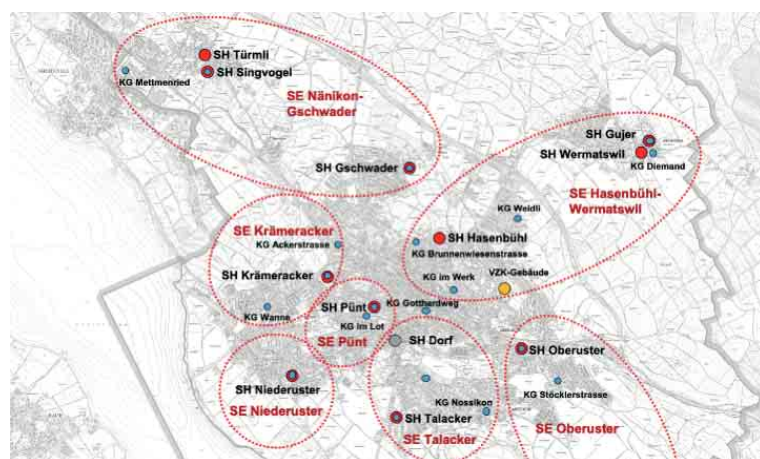 SH Türmli
SH Singvogel
KG Mettmenried
SE Nänikon-
Gschwader
SH Gschwader
SH Gujer
SH Wermatswil
KG Diemand
SE Hasenbühl-
Wermatswil
KG Weidli
SE Krämeracker
KG Ackerstrasse
SH Hasenbühl
KG Brunnenwiesenstrasse
SH Krämeracker
KG im Werk
VZK-Gebäude
KG Wanne
SH Pünt
KG Gotthardweg
KG im Lot
SE Pünt
SH Dorf
SH Oberuster
SH Niederuster
SE Niederuster
KG Nossikon
KG Stöcklerstrasse
SH Talacker
SE Talacker
SE Oberuster